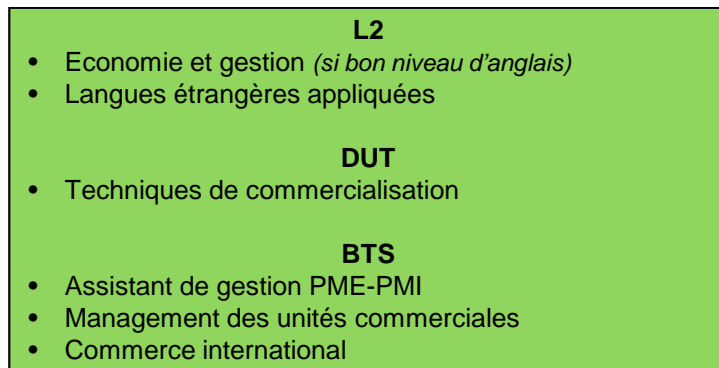 L2
• Economie et gestion (si bon niveau d'anglais)
• Langues étrangères appliquées
DUT
• Techniques de commercialisation
BTS
• Assistant de gestion PME-PMI
• Management des unités commerciales
• Commerce international